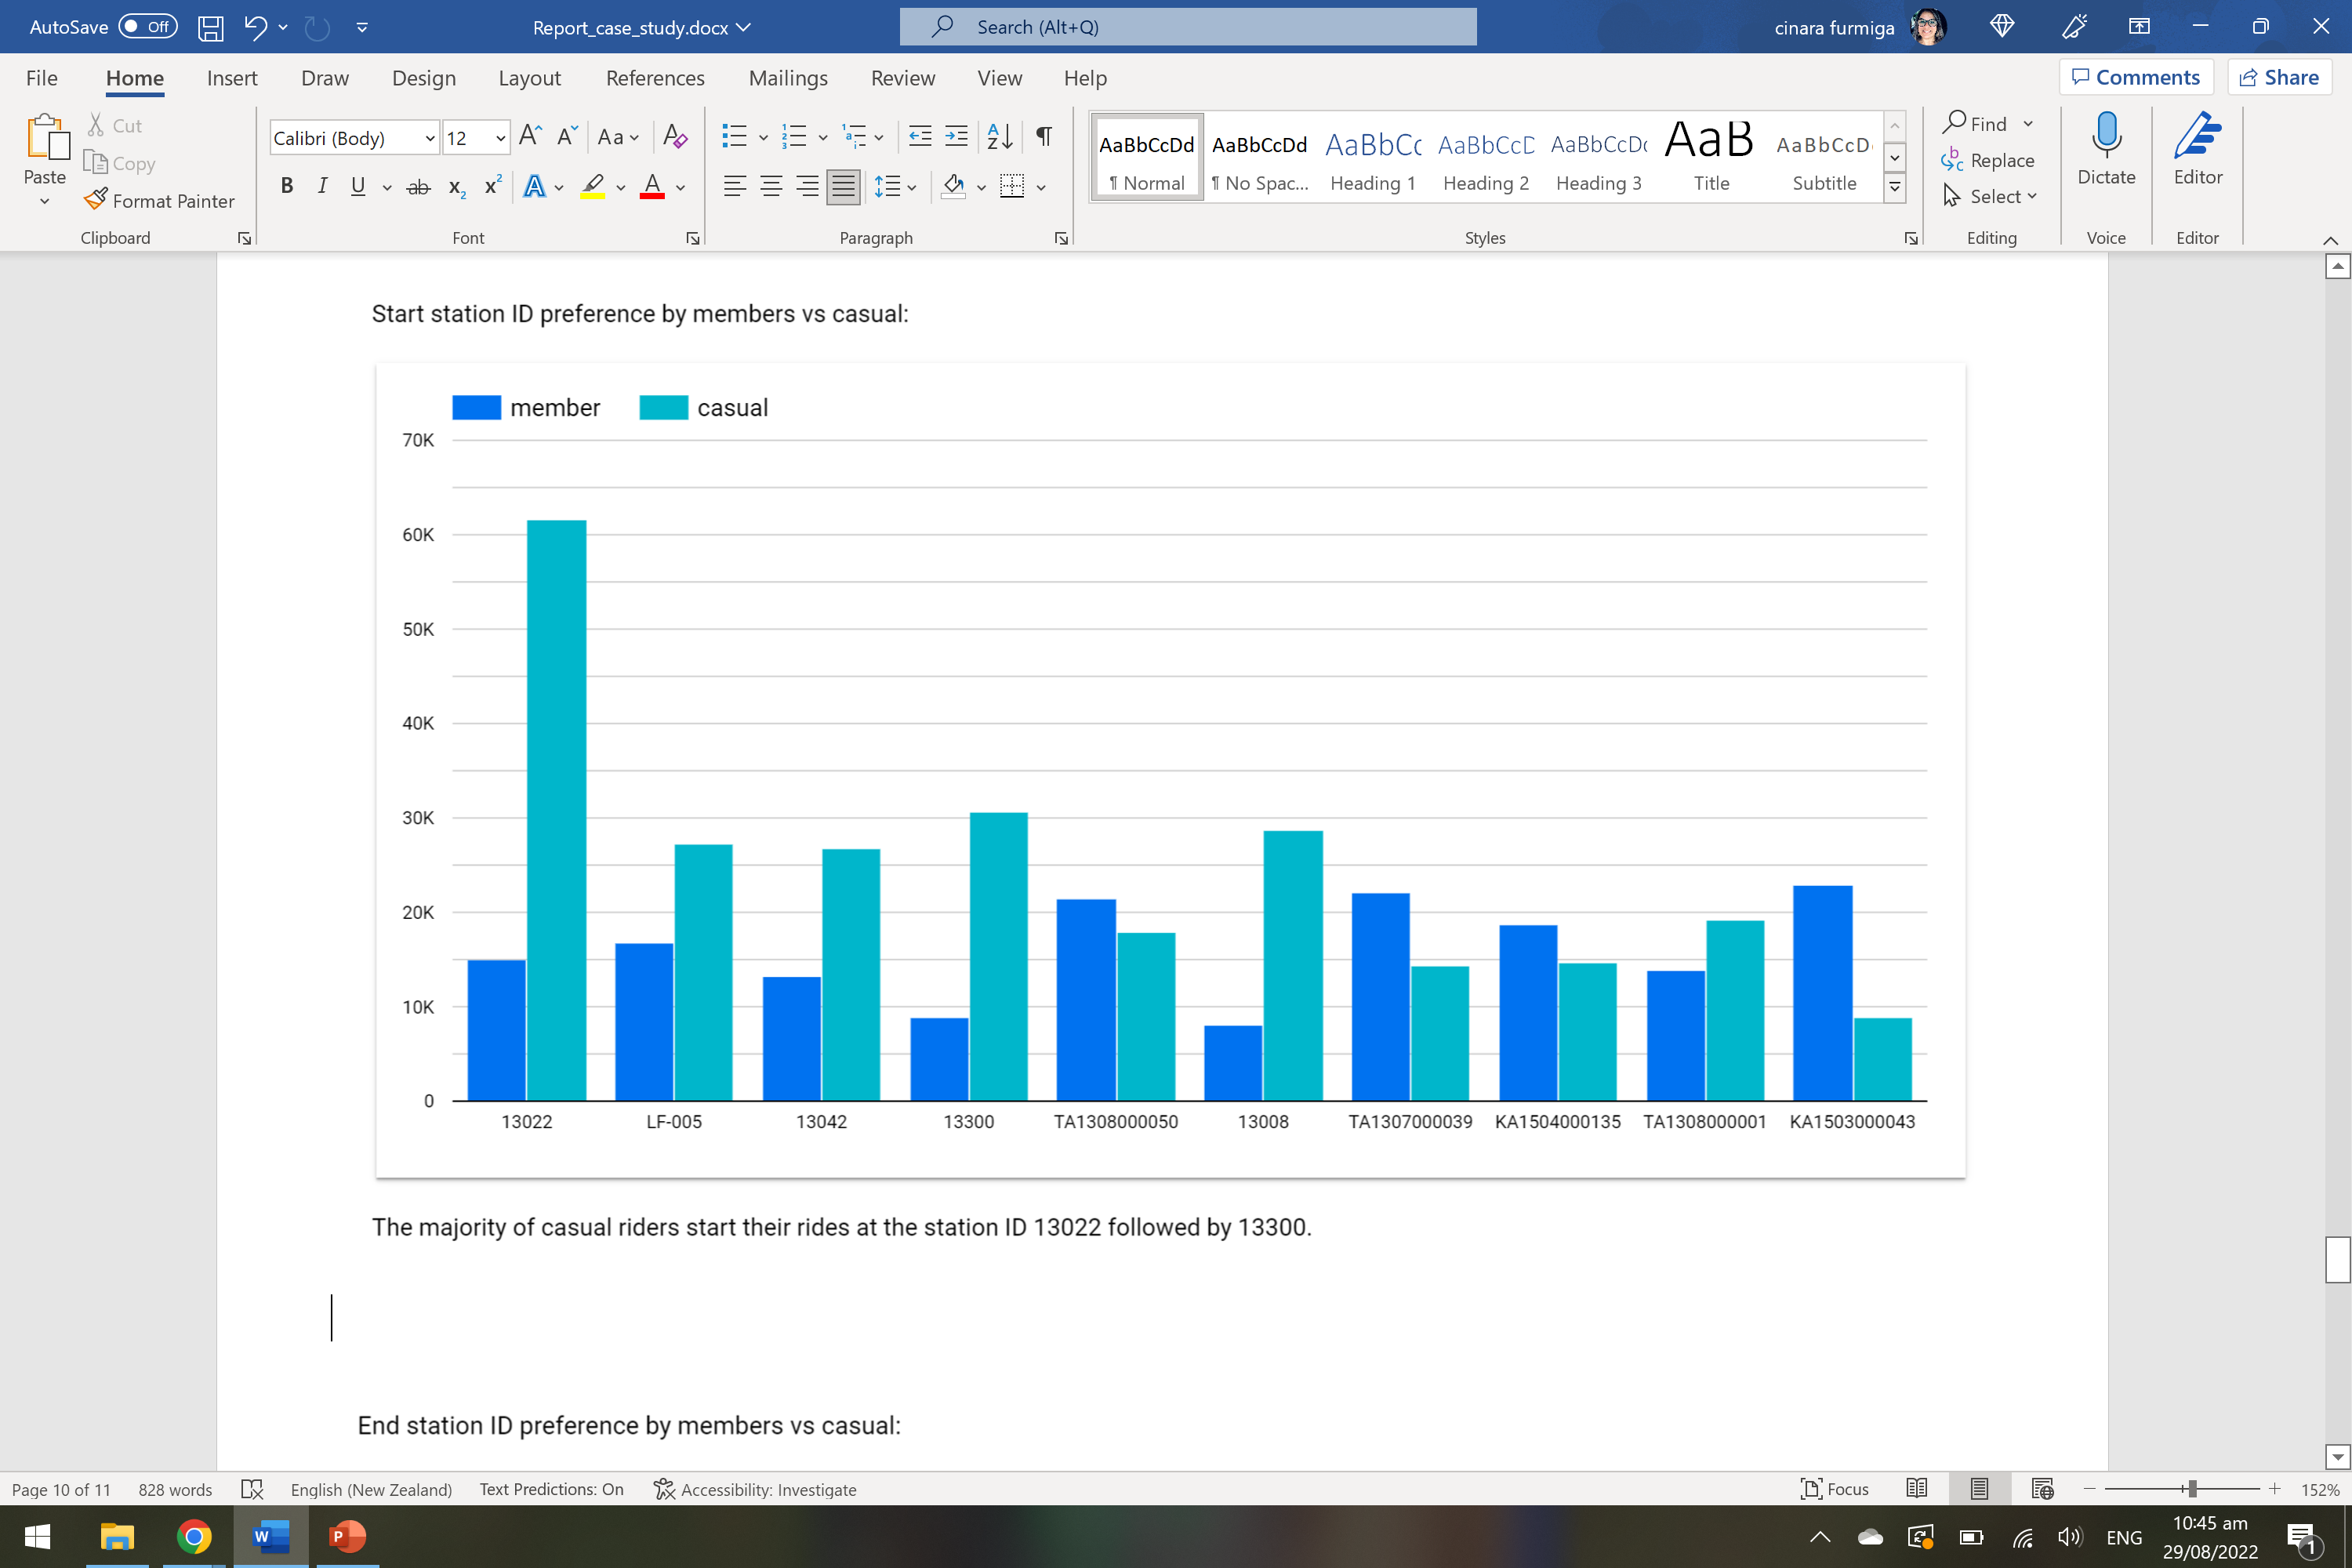 AutoSave Off Report_case_study.docx Search (Alt+Q) cinara furmiga
File Home Insert Draw Design Layout References Mailings Review View Help Comments Share
Paste Cut Copy Format Painter
Calibri (Body) 12 Aa
B I U ab x2 x2 A A
AaBbCcDd AaBbCcDd AaBbCc AaBbCcD AaBbCcDc AaB AaBbCcD
¶ Normal ¶ No Spac... Heading 1 Heading 2 Heading 3 Title Subtitle
Find Replace Select
Dictate Editor
Clipboard Font Paragraph Styles Editing Voice Editor
Start station ID preference by members vs casual:
member casual
70K
60K
50K
40K
30K
20K
10K
0
13022 LF-005 13042 13300 TA1308000050 13008 TA1307000039 KA1504000135 TA1308000001 KA1503000043
The majority of casual riders start their rides at the station ID 13022 followed by 13300.
End station ID preference by members vs casual:
Page 10 of 11 828 words English (New Zealand) Text Predictions: On Accessibility: Investigate Focus 152%
W P ENG 10:45 am
29/08/2022 1